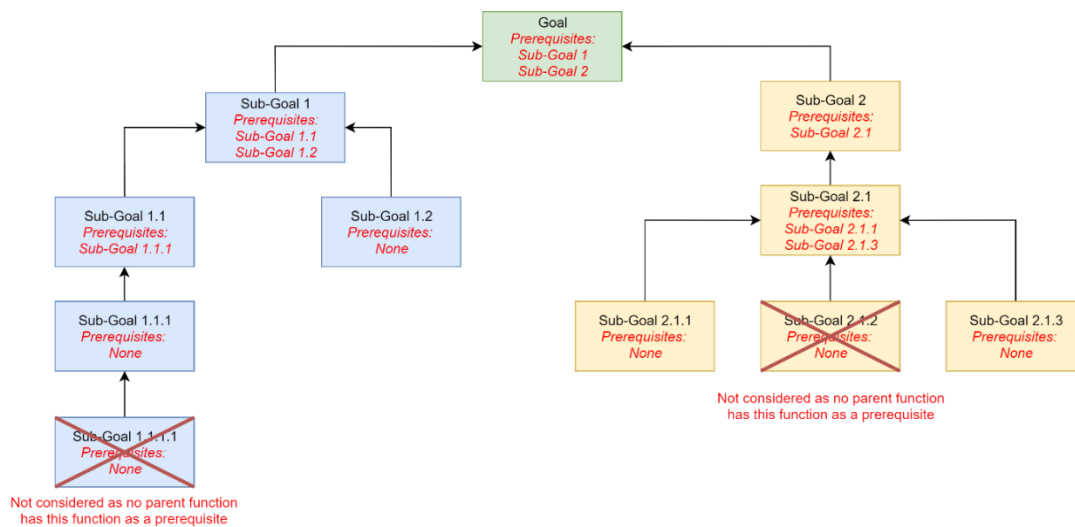 Goal
Prerequisites:
Sub-Goal 1
Sub-Goal 2
Sub-Goal 1
Prerequisites:
Sub-Goal 1.1
Sub-Goal 1.2
Sub-Goal 2
Prerequisites:
Sub-Goal 2.1
Sub-Goal 1.1
Prerequisites:
Sub-Goal 1.1.1
Sub-Goal 1.2
Prerequisites:
None
Sub-Goal 2.1
Prerequisites:
Sub-Goal 2.1.1
Sub-Goal 2.1.3
Sub-Goal 1.1.1
Prerequisites:
None
Sub-Goal 2.1.1
Prerequisites:
None
Sub-Goal 2.1.2
Prerequisites:
None
Sub-Goal 2.1.3
Prerequisites:
None
Not considered as no parent function
has this function as a prerequisite
Sub-Goal 1.1.1.1
Prerequisites:
None
Not considered as no parent function
has this function as a prerequisite